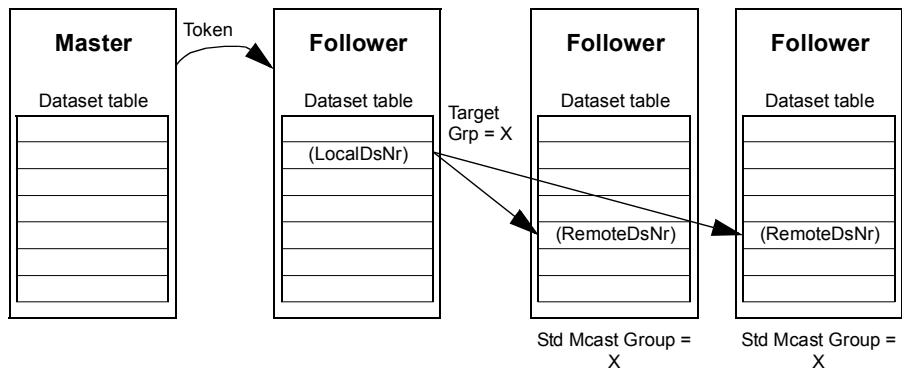 Master
Token
Follower
Follower
Follower
Dataset table
Dataset table
Dataset table
Dataset table
Target
Grp = X
(LocalDsNr)
(RemoteDsNr)
(RemoteDsNr)
Std Mcast Group =
X
Std Mcast Group =
X